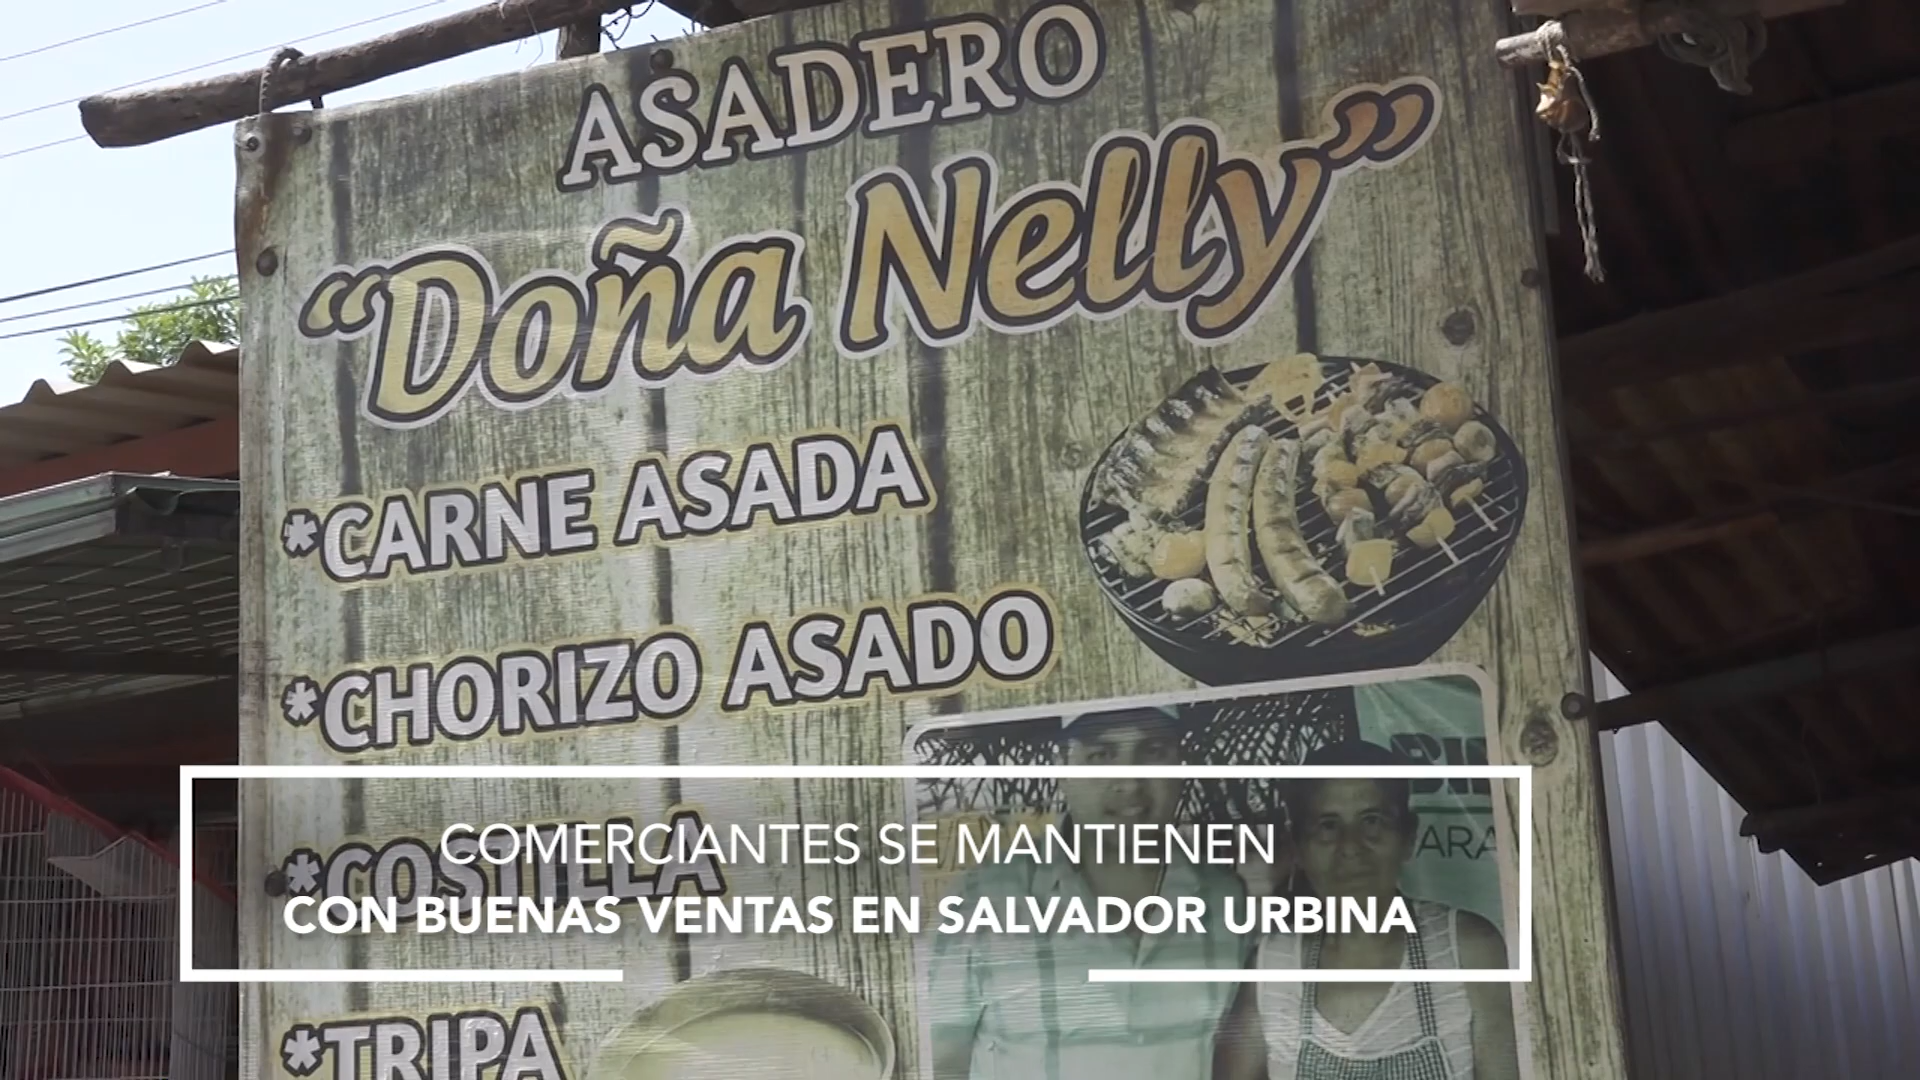 ASADERO
"Doña Nelly"
*CARNE ASADA
*CHORIZO ASADO
*COSTILLA
COMERCIANTES SE MANTIENEN
CON BUENAS VENTAS EN SALVADOR URBINA
*TRIPA